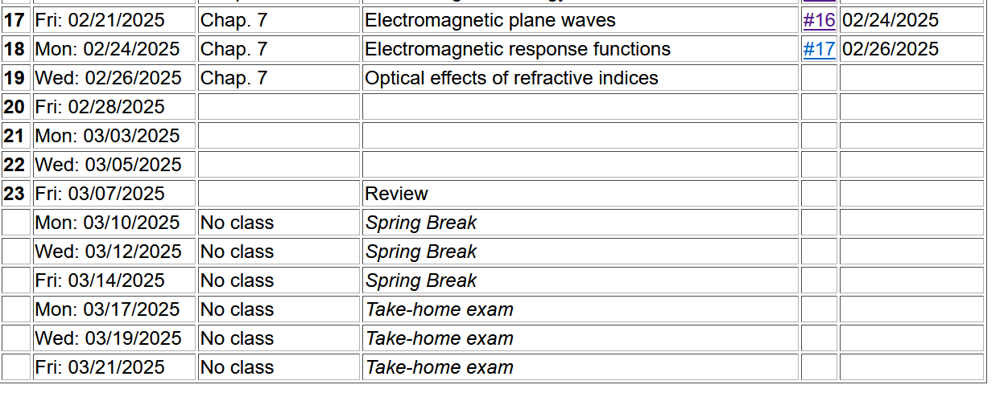 17 Fri: 02/21/2025 Chap. 7 Electromagnetic plane waves #16 02/24/2025
18 Mon: 02/24/2025 Chap. 7 Electromagnetic response functions #17 02/26/2025
19 Wed: 02/26/2025 Chap. 7 Optical effects of refractive indices
20 Fri: 02/28/2025
21 Mon: 03/03/2025
22 Wed: 03/05/2025
23 Fri: 03/07/2025 Review
Mon: 03/10/2025 No class Spring Break
Wed: 03/12/2025 No class Spring Break
Fri: 03/14/2025 No class Spring Break
Mon: 03/17/2025 No class Take-home exam
Wed: 03/19/2025 No class Take-home exam
Fri: 03/21/2025 No class Take-home exam